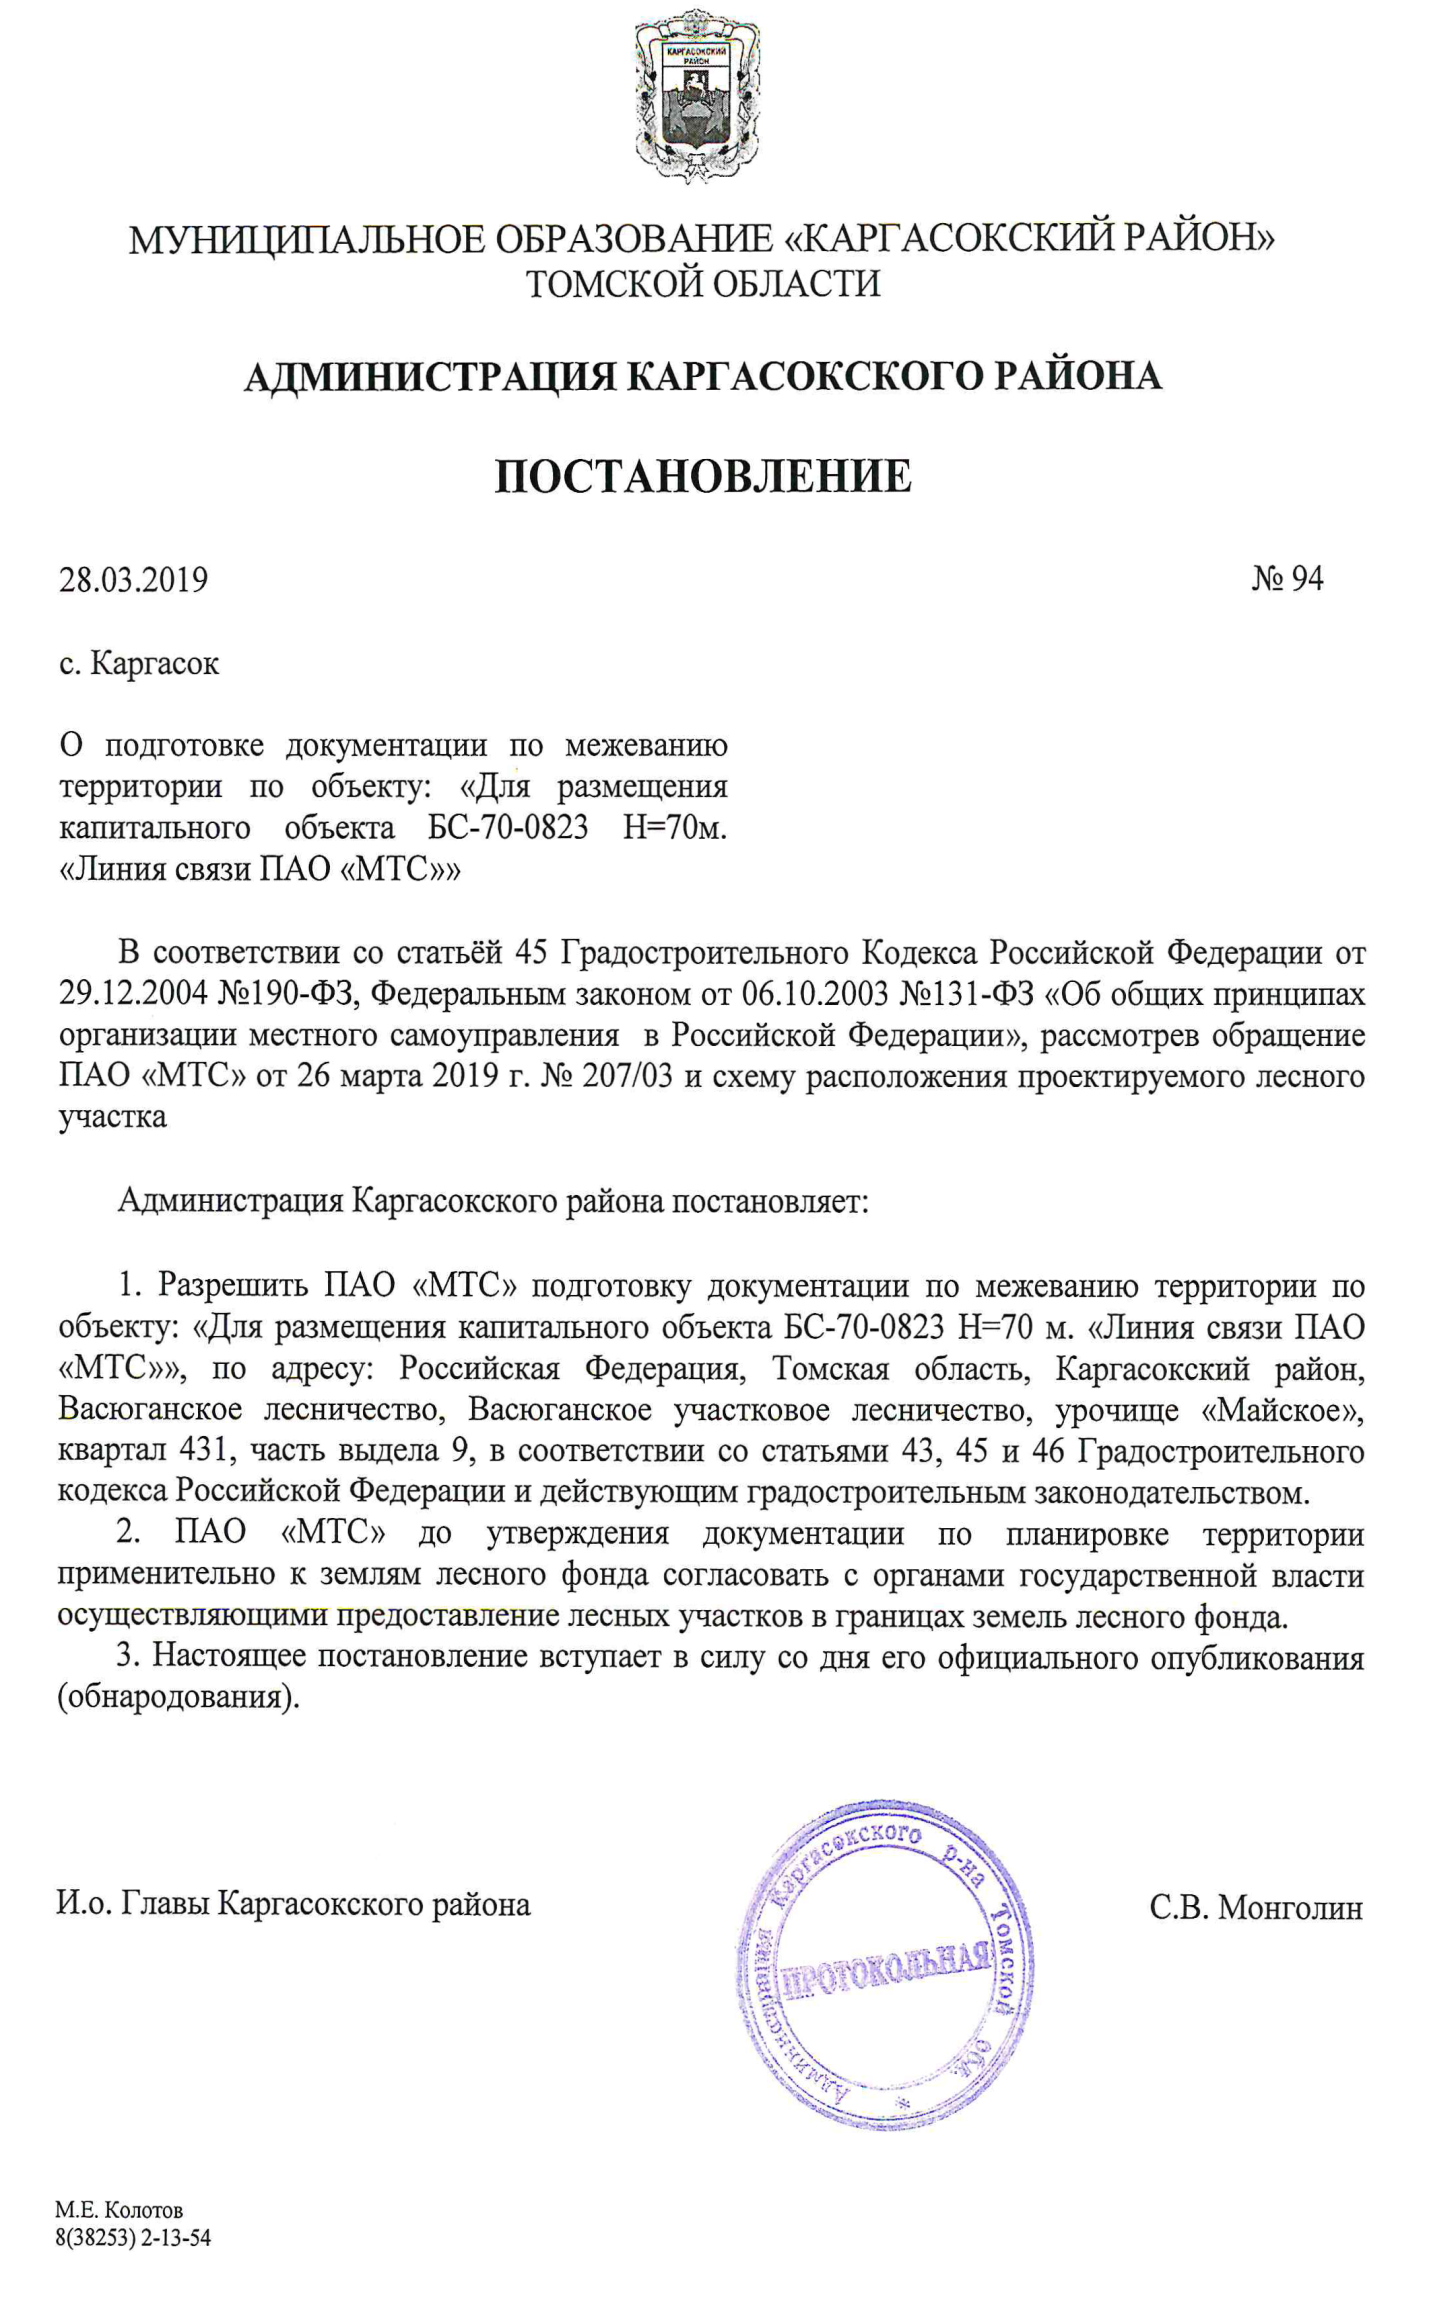 КАРГАСОКСКИЙ
РАЙОН
МУНИЦИПАЛЬНОЕ ОБРАЗОВАНИЕ «КАРГАСОКСКИЙ РАЙОН»
ТОМСКОЙ ОБЛАСТИ
АДМИНИСТРАЦИЯ КАРГАСОКСКОГО РАЙОНА
ПОСТАНОВЛЕНИЕ
28.03.2019 № 94
с. Каргасок
О подготовке документации по межеванию
территории по объекту: «Для размещения
капитального объекта БС-70-0823 Н=70м.
«Линия связи ПАО «МТС»»
В соответствии со статьёй 45 Градостроительного Кодекса Российской Федерации от
29.12.2004 №190-ФЗ, Федеральным законом от 06.10.2003 №131-ФЗ «Об общих принципах
организации местного самоуправления в Российской Федерации», рассмотрев обращение
ПАО «МТС» от 26 марта 2019 г. № 207/03 и схему расположения проектируемого лесного
участка
Администрация Каргасокского района постановляет:
1. Разрешить ПАО «МТС» подготовку документации по межеванию территории по
объекту: «Для размещения капитального объекта БС-70-0823 Н=70 м. «Линия связи ПАО
«МТС»», по адресу: Российская Федерация, Томская область, Каргасокский район,
Васюганское лесничество, Васюганское участковое лесничество, урочище «Майское»,
квартал 431, часть выдела 9, в соответствии со статьями 43, 45 и 46 Градостроительного
кодекса Российской Федерации и действующим градостроительным законодательством.
2. ПАО «МТС» до утверждения документации по планировке территории
применительно к землям лесного фонда согласовать с органами государственной власти
осуществляющими предоставление лесных участков в границах земель лесного фонда.
3. Настоящее постановление вступает в силу со дня его официального опубликования
(обнародования).
И.о. Главы Каргасокского района С.В. Монголин
Администрация Каргасокского р-на Томской обл. *
ПРОТОКОЛЬНАЯ
М.Е. Колотов
8(38253) 2-13-54